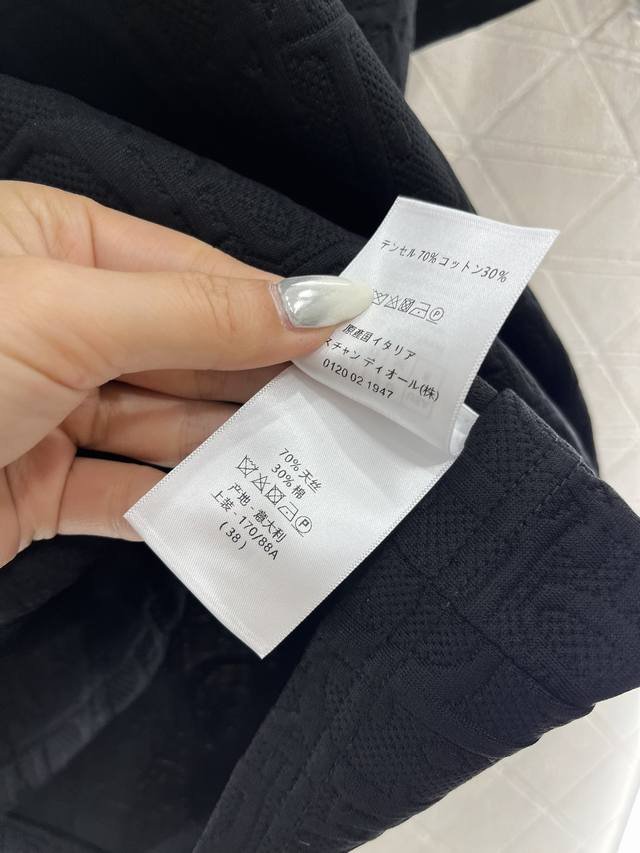 テンセル 70% コットン30%
P
原産国イタリア
スチャン ディオール(株)
0120 02 1947
70% 天丝
30% 棉
P
产地 - 意大利
上装 - 170/88A
( 38 )